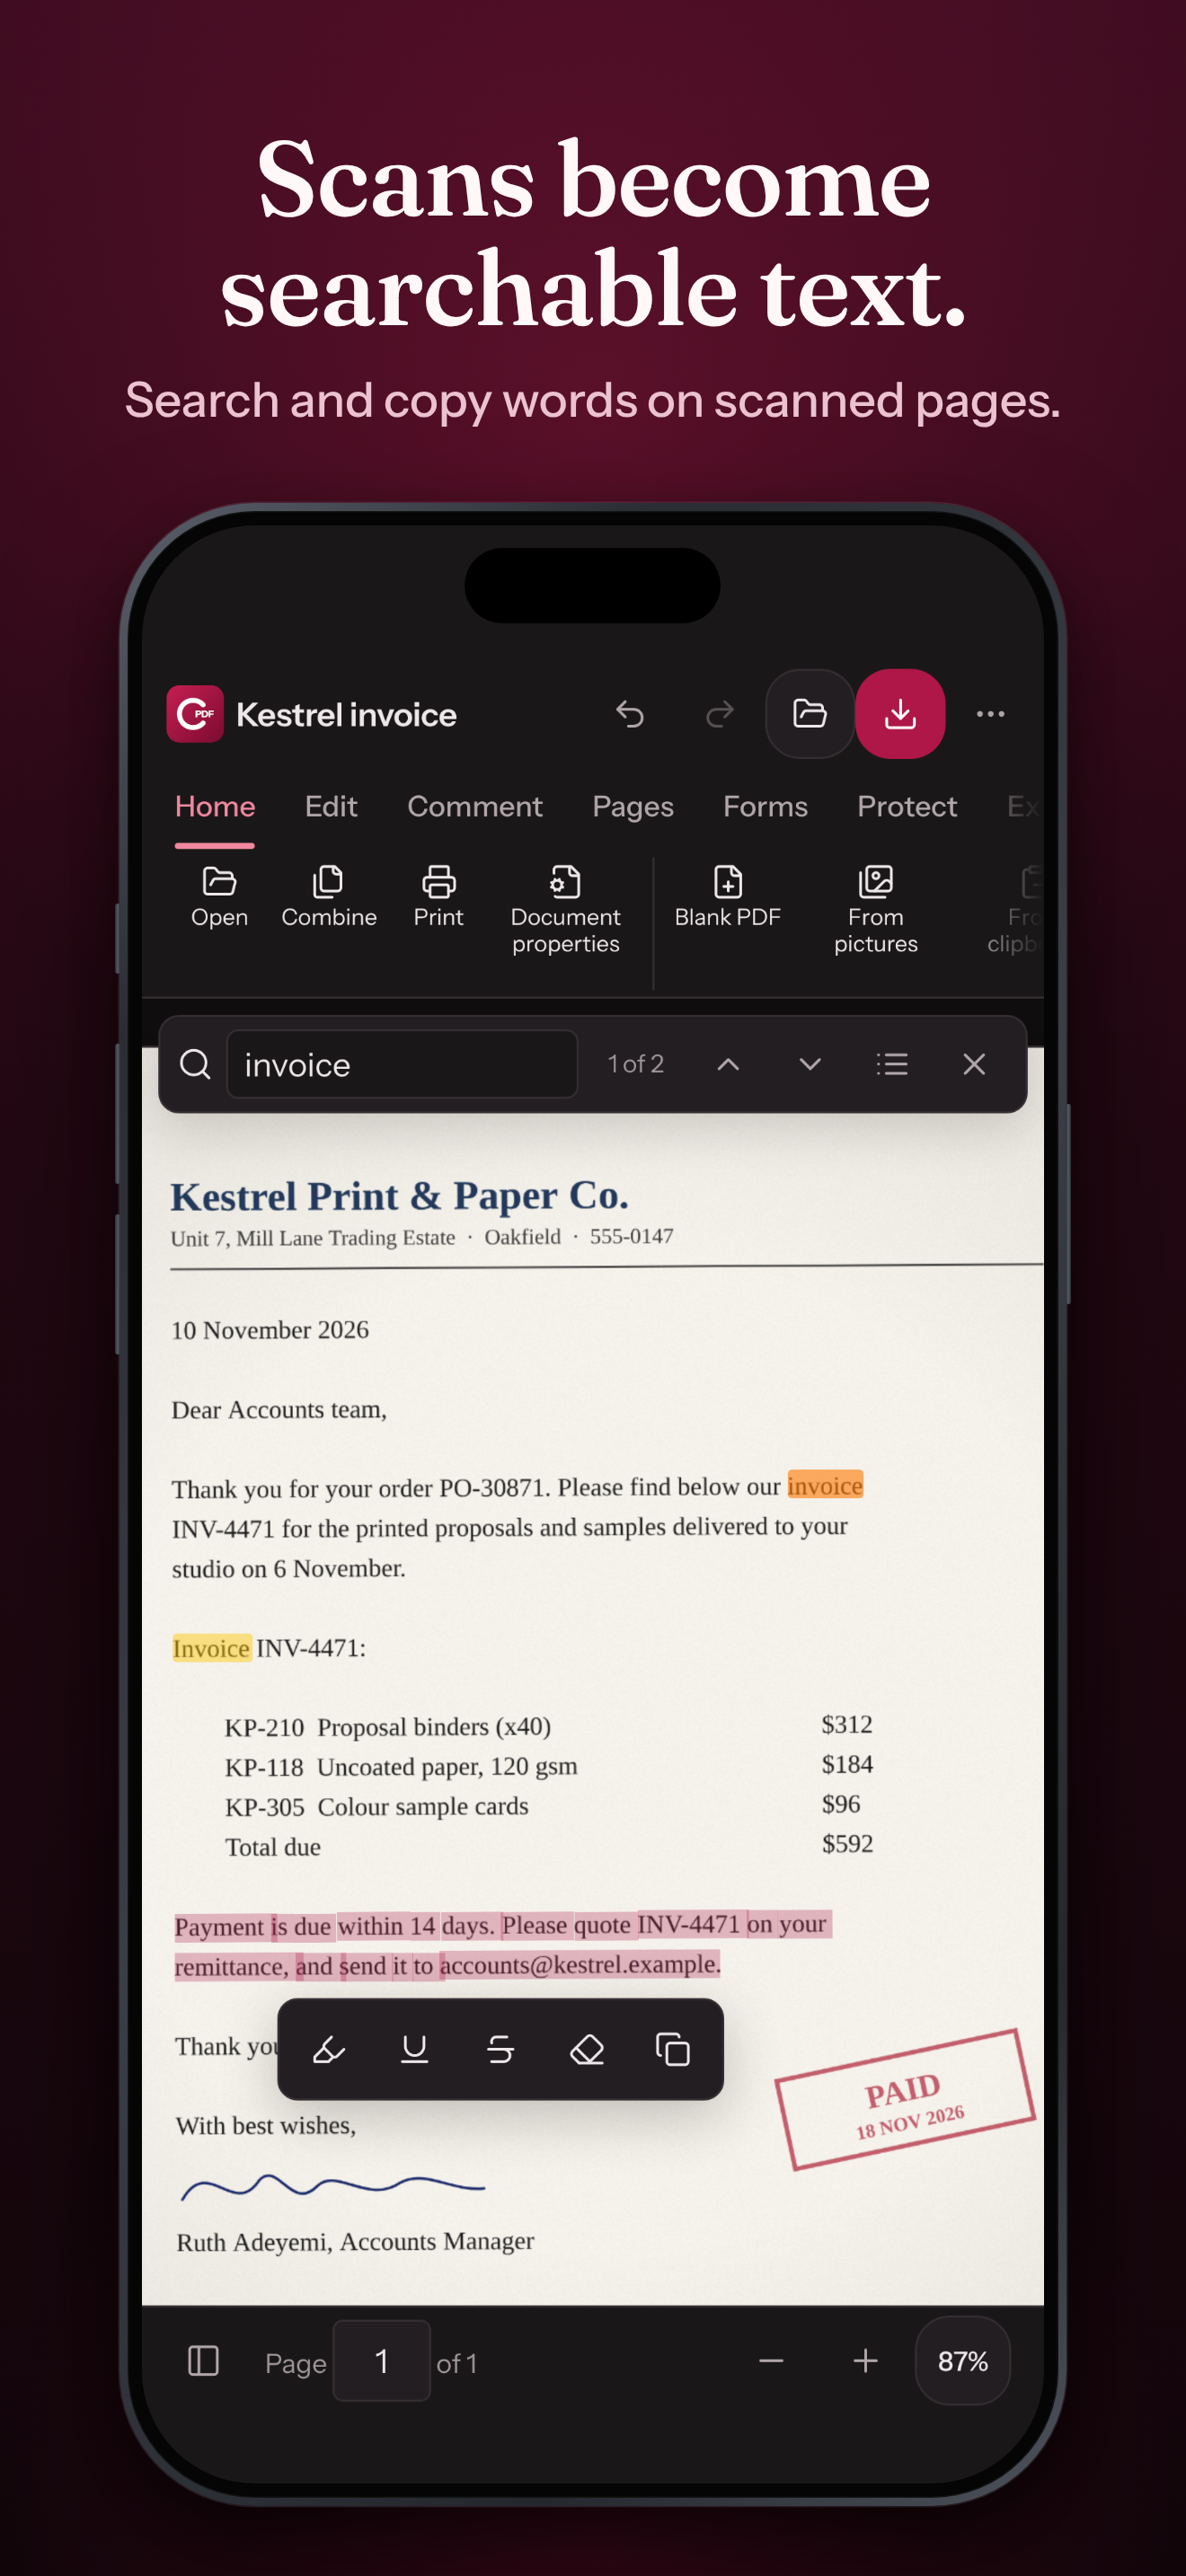 Scans become
searchable text.
Search and copy words on scanned pages.
PDF
Kestrel invoice
Home Edit Comment Pages Forms Protect Ex
Open Combine Print Document properties Blank PDF From pictures
invoice 1 of 2
Kestrel Print & Paper Co.
Unit 7, Mill Lane Trading Estate · Oakfield · 555-0147
10 November 2026
Dear Accounts team,
Thank you for your order PO-30871. Please find below our invoice
INV-4471 for the printed proposals and samples delivered to your
studio on 6 November.
Invoice INV-4471:
KP-210 Proposal binders (x40) $312
KP-118 Uncoated paper, 120 gsm $184
KP-305 Colour sample cards $96
Total due $592
Payment is due within 14 days. Please quote INV-4471 on your
remittance, and send it to accounts@kestrel.example.
Thank you
PAID
18 NOV 2026
With best wishes,
Ruth Adeyemi, Accounts Manager
Page 1 of 1 87%